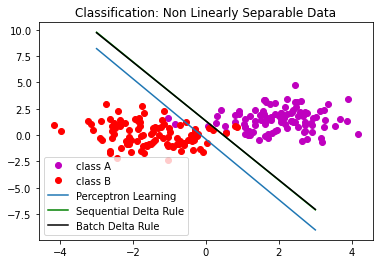 Classification: Non Linearly Separable Data
10.0
7.5
5.0
2.5
0.0
−2.5
−5.0
−7.5
class A
class B
Perceptron Learning
Sequential Delta Rule
Batch Delta Rule
−4 −2 0 2 4